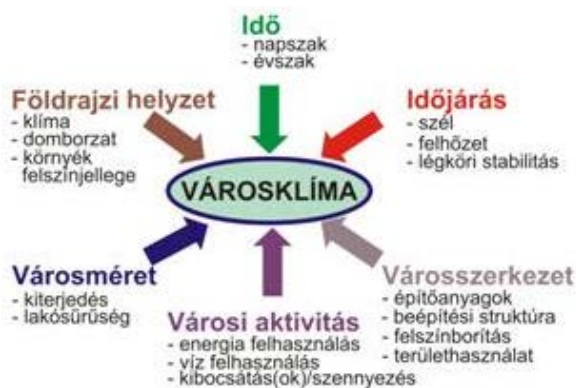 Idő
- napszak
- évszak
Földrajzi helyzet
- klíma
- domborzat
- környék
felszínjellege
Időjárás
- szél
- felhőzet
- légköri stabilitás
VÁROSKLÍMA
Városméret
- kiterjedés
- lakósűrűség
Városi aktivitás
- energia felhasználás
- víz felhasználás
- kibocsátás(ok)/szennyezés
Városszerkezet
- építőanyagok
- beépítési struktúra
- felszínborítás
- területhasználat